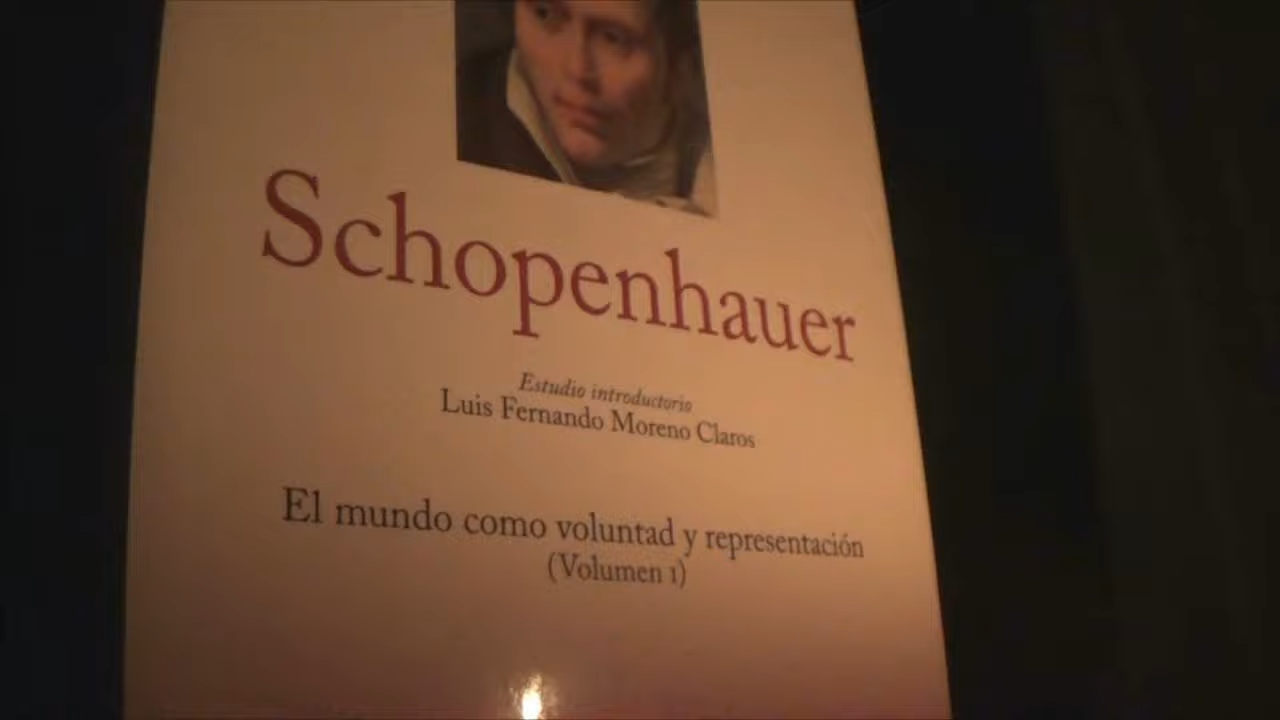 Schopenhauer
Estudio introductorio
Luis Fernando Moreno Claros
El mundo como voluntad y representación
(Volumen 1)